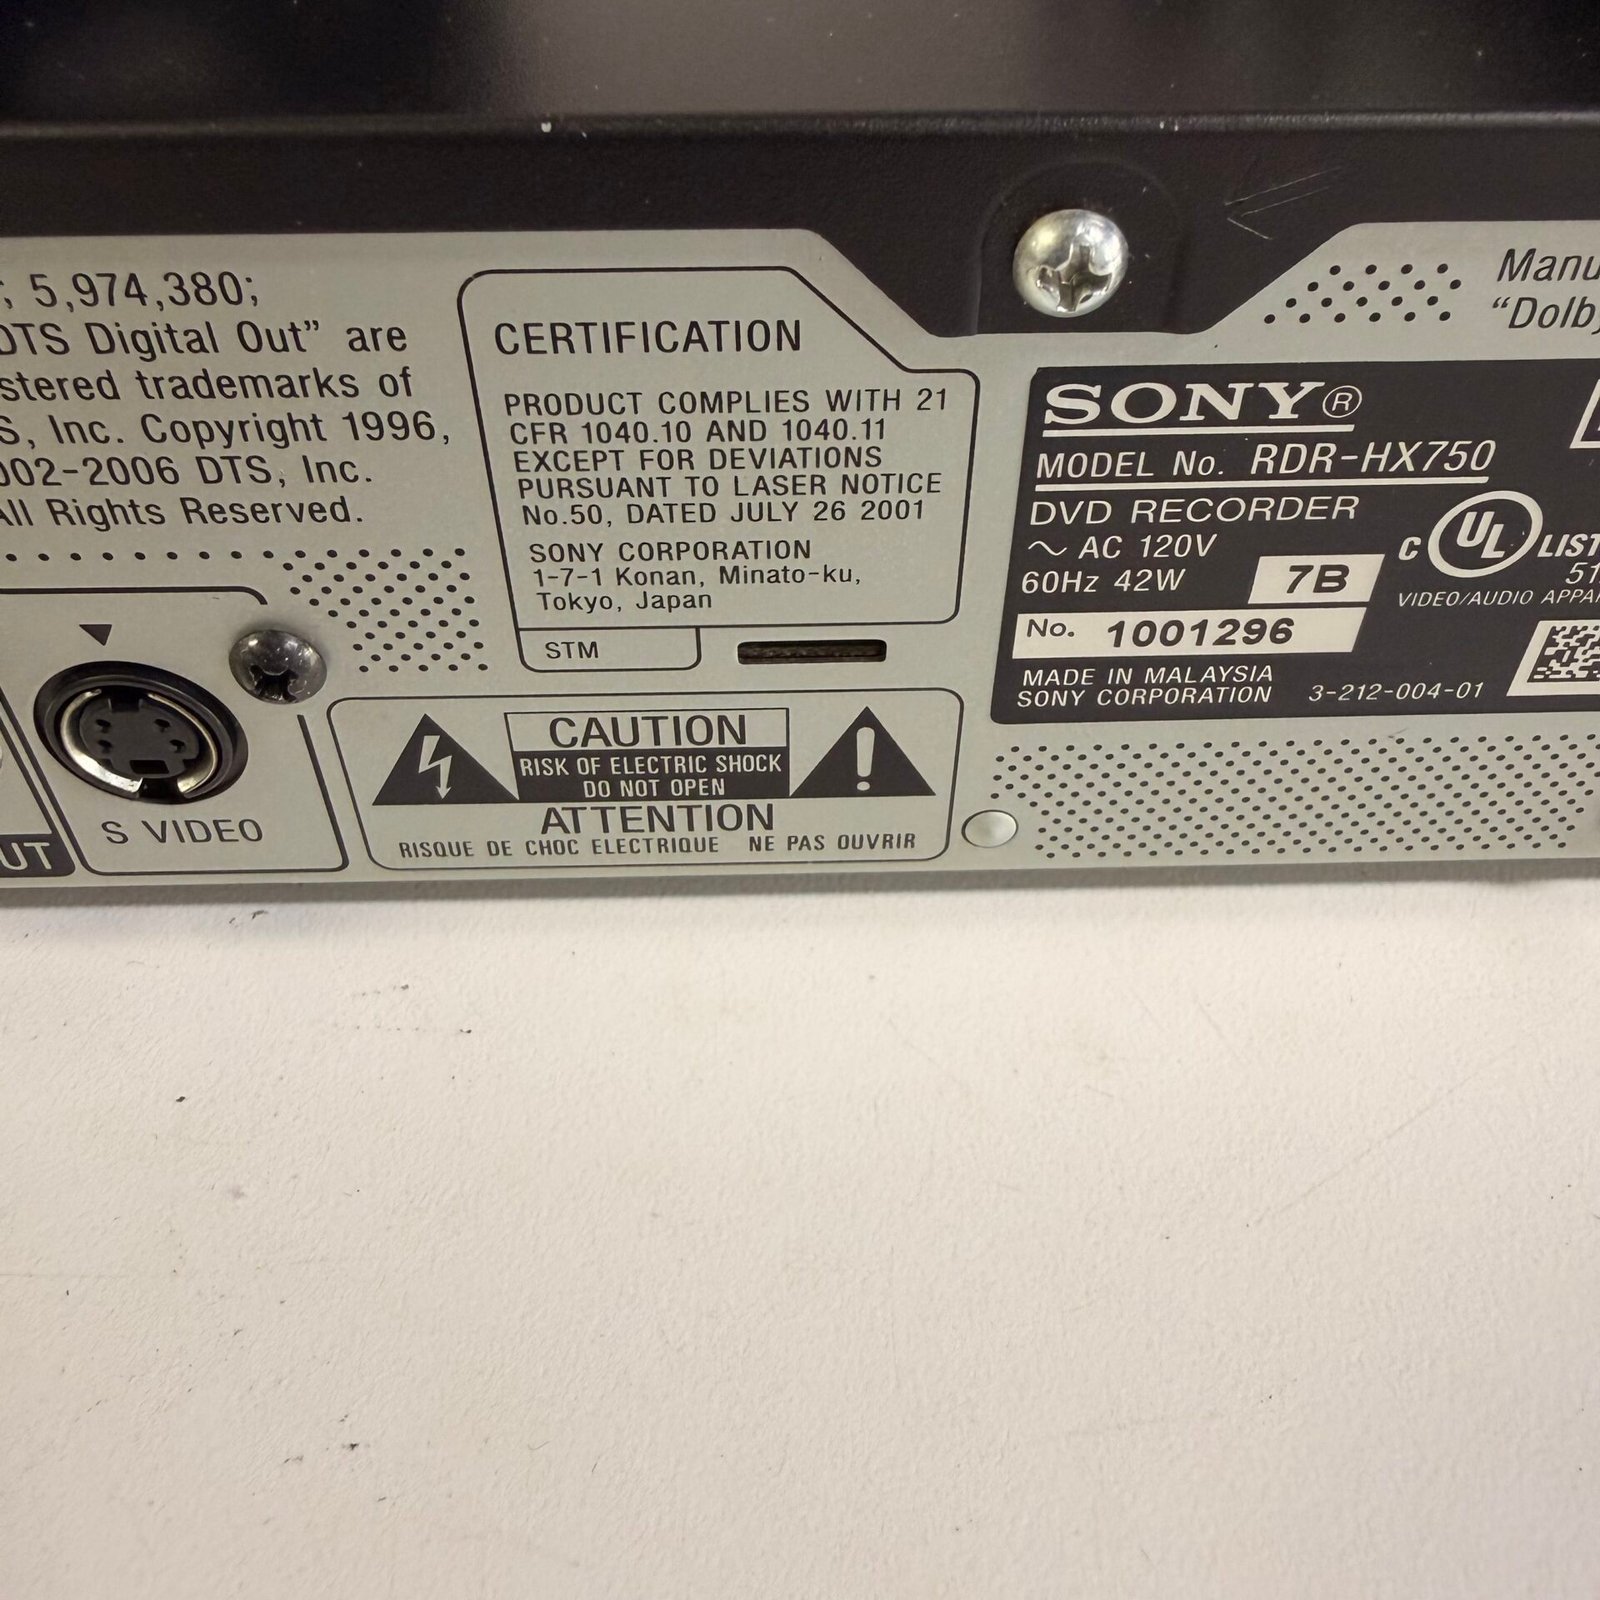 ; 5,974,380;
DTS Digital Out” are
stered trademarks of
S, Inc. Copyright 1996,
002-2006 DTS, Inc.
All Rights Reserved.
S VIDEO
UT
CERTIFICATION
PRODUCT COMPLIES WITH 21
CFR 1040.10 AND 1040.11
EXCEPT FOR DEVIATIONS
PURSUANT TO LASER NOTICE
No.50, DATED JULY 26 2001
SONY CORPORATION
1-7-1 Konan, Minato-ku,
Tokyo, Japan
STM
CAUTION
RISK OF ELECTRIC SHOCK
DO NOT OPEN
ATTENTION
RISQUE DE CHOC ELECTRIQUE NE PAS OUVRIR
Manu
“Dolby
SONY®
MODEL No. RDR-HX750
DVD RECORDER
~ AC 120V
60Hz 42W
7B
C UL LIST
51
VIDEO/AUDIO APPA
No. 1001296
MADE IN MALAYSIA
SONY CORPORATION 3-212-004-01